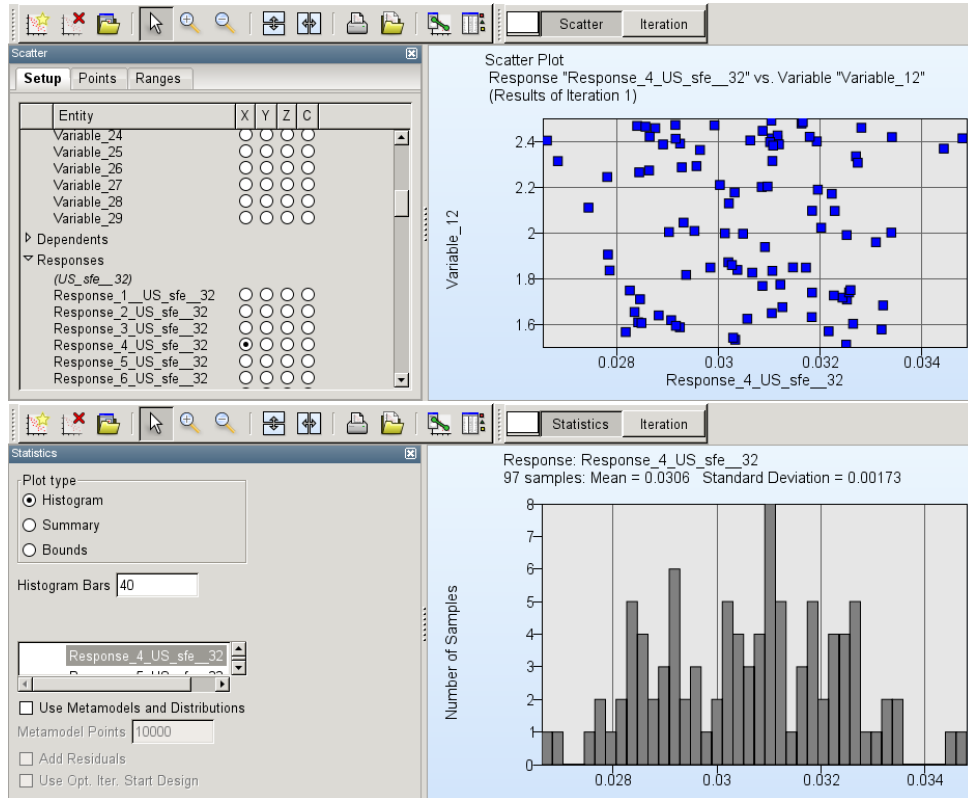 Scatter Iteration
Scatter
Setup Points Ranges
Entity X Y Z C
Variable_24
Variable_25
Variable_26
Variable_27
Variable_28
Variable_29
Dependents
Responses
(US_sfe__32)
Response_1__US_sfe__32
Response_2_US_sfe__32
Response_3_US_sfe__32
Response_4_US_sfe__32
Response_5_US_sfe__32
Response_6_US_sfe__32
Scatter Plot
Response "Response_4_US_sfe__32" vs. Variable "Variable_12"
(Results of Iteration 1)
2.4
2.2
2
1.8
1.6
Variable_12
0.028 0.03 0.032 0.034
Response_4_US_sfe__32
Statistics Iteration
Statistics
Plot type
Histogram
Summary
Bounds
Histogram Bars 40
Response_4_US_sfe__32
Use Metamodels and Distributions
Metamodel Points 10000
Add Residuals
Use Opt. Iter. Start Design
Response: Response_4_US_sfe__32
97 samples: Mean = 0.0306 Standard Deviation = 0.00173
8
7
6
5
4
3
2
1
0
Number of Samples
0.028 0.03 0.032 0.034